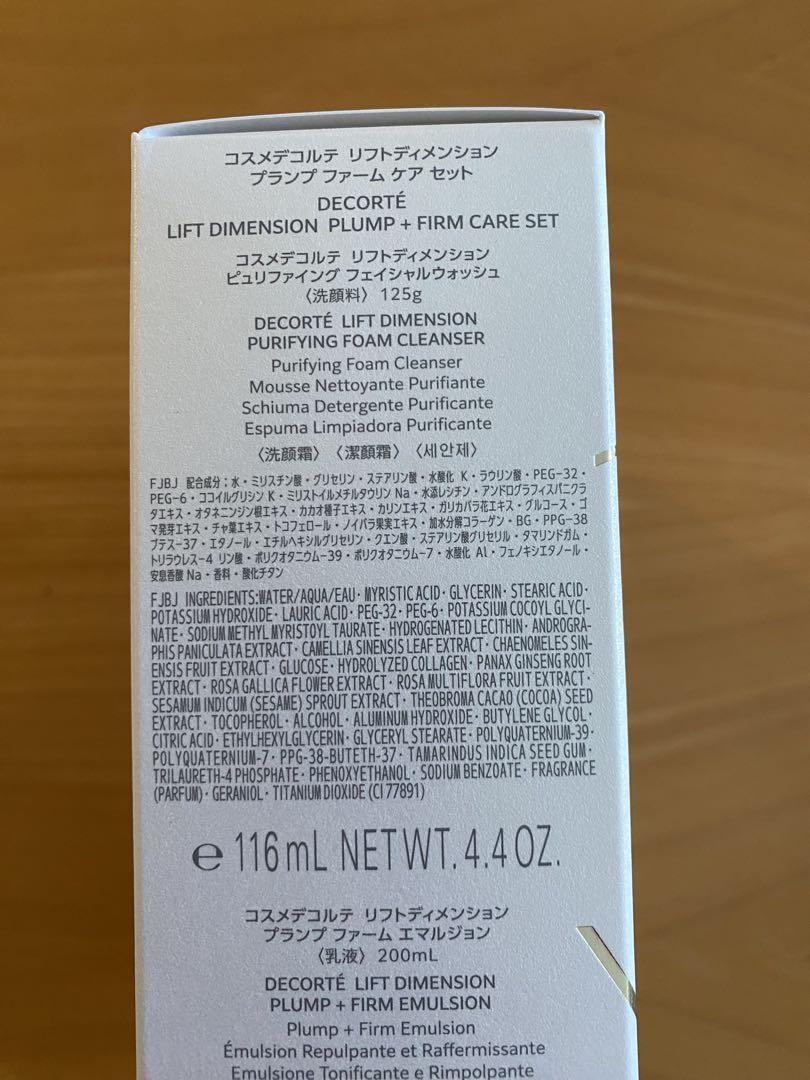 コスメデコルテ リフトディメンション
プランプ ファーム ケア セット
DECORTÉ
LIFT DIMENSION PLUMP + FIRM CARE SET
コスメデコルテ リフトディメンション
ピュリファイング フェイシャルウォッシュ
〈洗顔料〉 125g
DECORTÉ LIFT DIMENSION
PURIFYING FOAM CLEANSER
Purifying Foam Cleanser
Mousse Nettoyante Purifiante
Schiuma Detergente Purificante
Espuma Limpiadora Purificante
〈洗顏霜〉〈潔顏霜〉〈세안제〉
FJBJ 配合成分：水・ミリスチン酸・グリセリン・ステアリン酸・水酸化 K・ラウリン酸・PEG-32・
PEG-6・ココイルグリシン K・ミリストイルメチルタウリン Na・水添レシチン・アンドログラフィスパニクラ
タエキス・オタネニンジン根エキス・カカオ種子エキス・カリンエキス・ガリカバラ花エキス・グルコース・ゴ
マ発芽エキス・チャ葉エキス・トコフェロール・ノイバラ果実エキス・加水分解コラーゲン・BG・PPG-38
ブテス-37・エタノール・エチルヘキシルグリセリン・クエン酸・ステアリン酸グリセリル・タマリンドガム・
トリラウレス-4 リン酸・ポリクオタニウム-39・ポリクオタニウム-7・水酸化 Al・フェノキシエタノール・
安息香酸 Na・香料・酸化チタン
FJBJ INGREDIENTS:WATER/AQUA/EAU・MYRISTIC ACID・GLYCERIN・STEARIC ACID・
POTASSIUM HYDROXIDE・LAURIC ACID・PEG-32・PEG-6・POTASSIUM COCOYL GLYCI-
NATE・SODIUM METHYL MYRISTOYL TAURATE・HYDROGENATED LECITHIN・ANDROGRA-
PHIS PANICULATA EXTRACT・CAMELLIA SINENSIS LEAF EXTRACT・CHAENOMELES SIN-
ENSIS FRUIT EXTRACT・GLUCOSE・HYDROLYZED COLLAGEN・PANAX GINSENG ROOT
EXTRACT・ROSA GALLICA FLOWER EXTRACT・ROSA MULTIFLORA FRUIT EXTRACT・
SESAMUM INDICUM (SESAME) SPROUT EXTRACT・THEOBROMA CACAO (COCOA) SEED
EXTRACT・TOCOPHEROL・ALCOHOL・ALUMINUM HYDROXIDE・BUTYLENE GLYCOL・
CITRIC ACID・ETHYLHEXYLGLYCERIN・GLYCERYL STEARATE・POLYQUATERNIUM-39・
POLYQUATERNIUM-7・PPG-38-BUTETH-37・TAMARINDUS INDICA SEED GUM・
TRILAURETH-4 PHOSPHATE・PHENOXYETHANOL・SODIUM BENZOATE・FRAGRANCE
(PARFUM)・GERANIOL・TITANIUM DIOXIDE (CI 77891)
℮ 116mL NET WT. 4.4 OZ.
コスメデコルテ リフトディメンション
プランプ ファーム エマルジョン
〈乳液〉 200mL
DECORTÉ LIFT DIMENSION
PLUMP + FIRM EMULSION
Plump + Firm Emulsion
Émulsion Repulpante et Raffermissante
Emulsione Tonificante e Rimpolpante